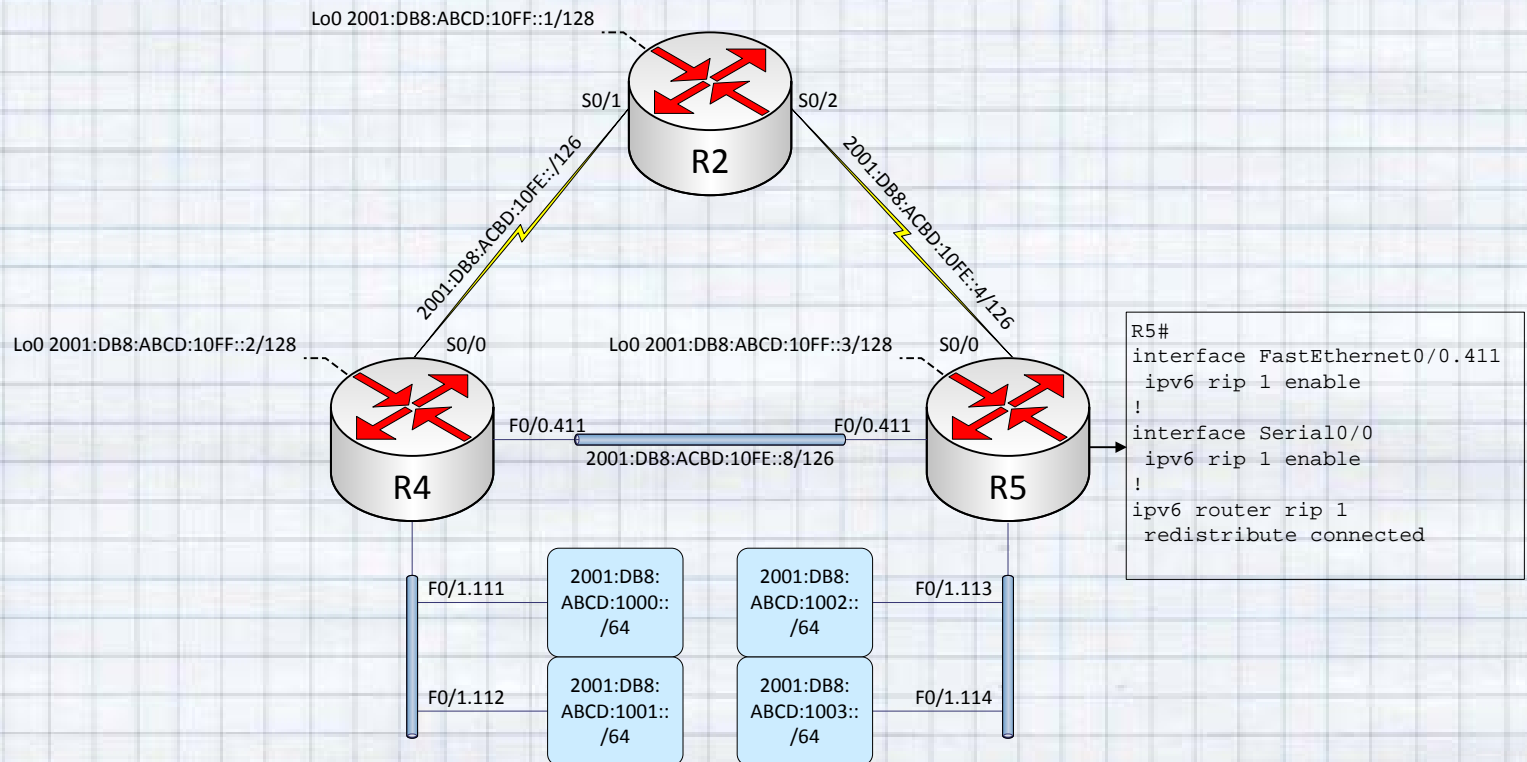 Lo0 2001:DB8:ABCD:10FF::1/128
S0/1
S0/2
R2
2001:DB8:ACBD:10FE::/126
2001:DB8:ACBD:10FE::4/126
Lo0 2001:DB8:ABCD:10FF::2/128
S0/0
Lo0 2001:DB8:ABCD:10FF::3/128
S0/0
F0/0.411
F0/0.411
2001:DB8:ACBD:10FE::8/126
R4
R5
R5#
interface FastEthernet0/0.411
ipv6 rip 1 enable
!
interface Serial0/0
ipv6 rip 1 enable
!
ipv6 router rip 1
redistribute connected
F0/1.111
2001:DB8:
ABCD:1000::
/64
2001:DB8:
ABCD:1002::
/64
F0/1.113
F0/1.112
2001:DB8:
ABCD:1001::
/64
2001:DB8:
ABCD:1003::
/64
F0/1.114